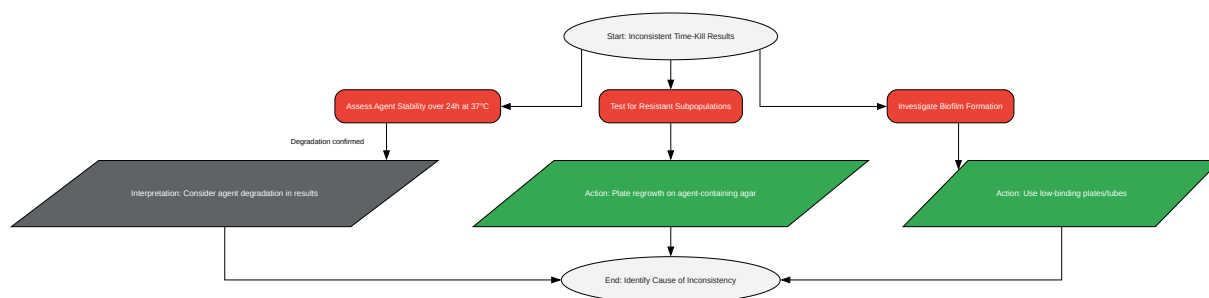 Start: Inconsistent Time-Kill Results
Assess Agent Stability over 24h at 37°C
Test for Resistant Subpopulations
Investigate Biofilm Formation
Degradation confirmed
Interpretation: Consider agent degradation in results
Action: Plate regrowth on agent-containing agar
Action: Use low-binding plates/tubes
End: Identify Cause of Inconsistency